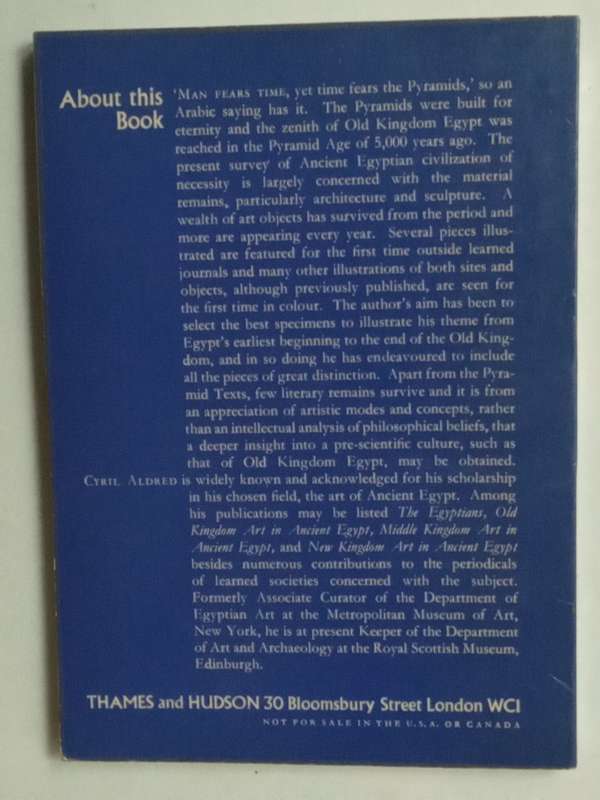 About this
Book
'MAN FEARS TIME, yet time fears the Pyramids,' so an
Arabic saying has it. The Pyramids were built for
eternity and the zenith of Old Kingdom Egypt was
reached in the Pyramid Age of 5,000 years ago. The
present survey of Ancient Egyptian civilization of
necessity is largely concerned with the material
remains, particularly architecture and sculpture. A
wealth of art objects has survived from the period and
more are appearing every year. Several pieces illus-
trated are featured for the first time outside learned
journals and many other illustrations of both sites and
objects, although previously published, are seen for
the first time in colour. The author's aim has been to
select the best specimens to illustrate his theme from
Egypt's earliest beginning to the end of the Old King-
dom, and in so doing he has endeavoured to include
all the pieces of great distinction. Apart from the Pyra-
mid Texts, few literary remains survive and it is from
an appreciation of artistic modes and concepts, rather
than an intellectual analysis of philosophical beliefs, that
a deeper insight into a pre-scientific culture, such as
that of Old Kingdom Egypt, may be obtained.
CYRIL ALDRED is widely known and acknowledged for his scholarship
in his chosen field, the art of Ancient Egypt. Among
his publications may be listed The Egyptians, Old
Kingdom Art in Ancient Egypt, Middle Kingdom Art in
Ancient Egypt, and New Kingdom Art in Ancient Egypt
besides numerous contributions to the periodicals
of learned societies concerned with the subject.
Formerly Associate Curator of the Department of
Egyptian Art at the Metropolitan Museum of Art,
New York, he is at present Keeper of the Department
of Art and Archaeology at the Royal Scottish Museum,
Edinburgh.
THAMES and HUDSON 30 Bloomsbury Street London WC1
NOT FOR SALE IN THE U.S.A. OR CANADA